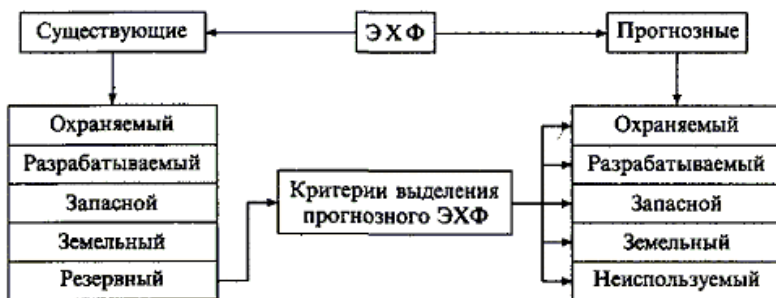 Существующие
ЭХФ
Прогнозные
Охраняемый
Разрабатываемый
Запасной
Земельный
Резервный
Критерии выделения
прогнозного ЭХФ
Охраняемый
Разрабатываемый
Запасной
Земельный
Неиспользуемый